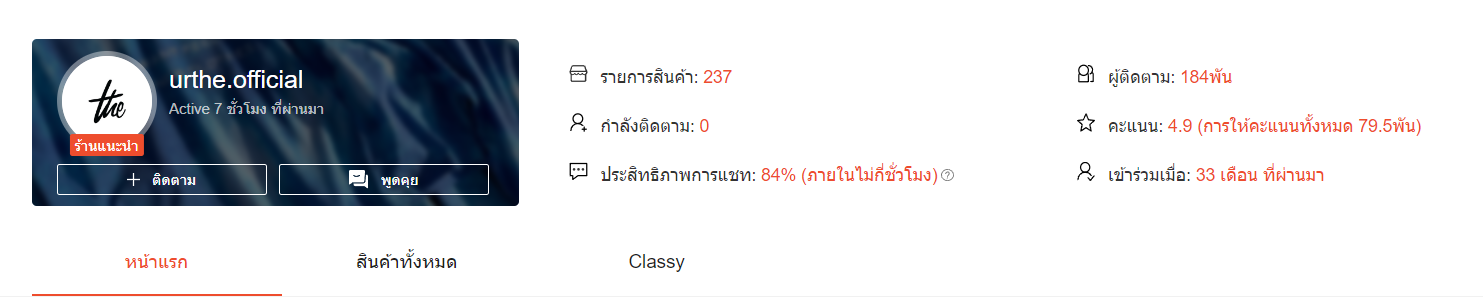 the
urthe.official
Active 7 ชั่วโมง ที่ผ่านมา
ร้านแนะนำ
ติดตาม
พูดคุย
รายการสินค้า: 237
ผู้ติดตาม: 184พัน
กำลังติดตาม: 0
คะแนน: 4.9 (การให้คะแนนทั้งหมด 79.5พัน)
ประสิทธิภาพการแชท: 84% (ภายในไม่กี่ชั่วโมง) ?
เข้าร่วมเมื่อ: 33 เดือน ที่ผ่านมา
หน้าแรก
สินค้าทั้งหมด
Classy